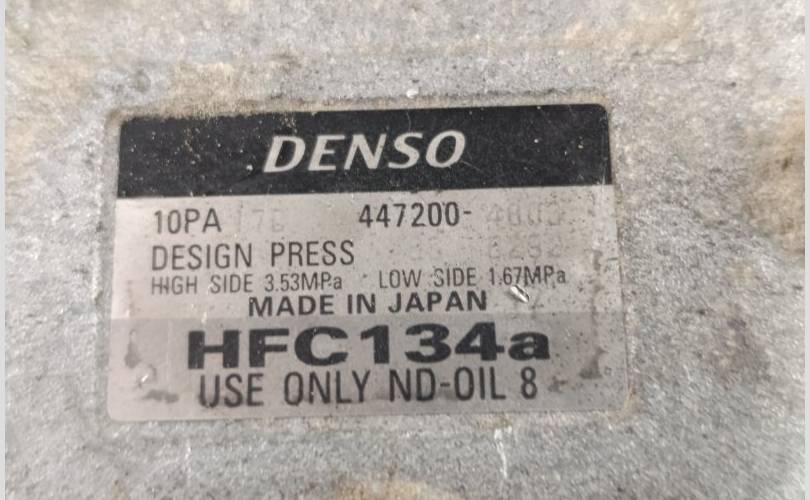 DENSO
10PA 447200-
DESIGN PRESS
HIGH SIDE 3.53MPa LOW SIDE 1.67MPa
MADE IN JAPAN
HFC134a
USE ONLY ND-OIL 8